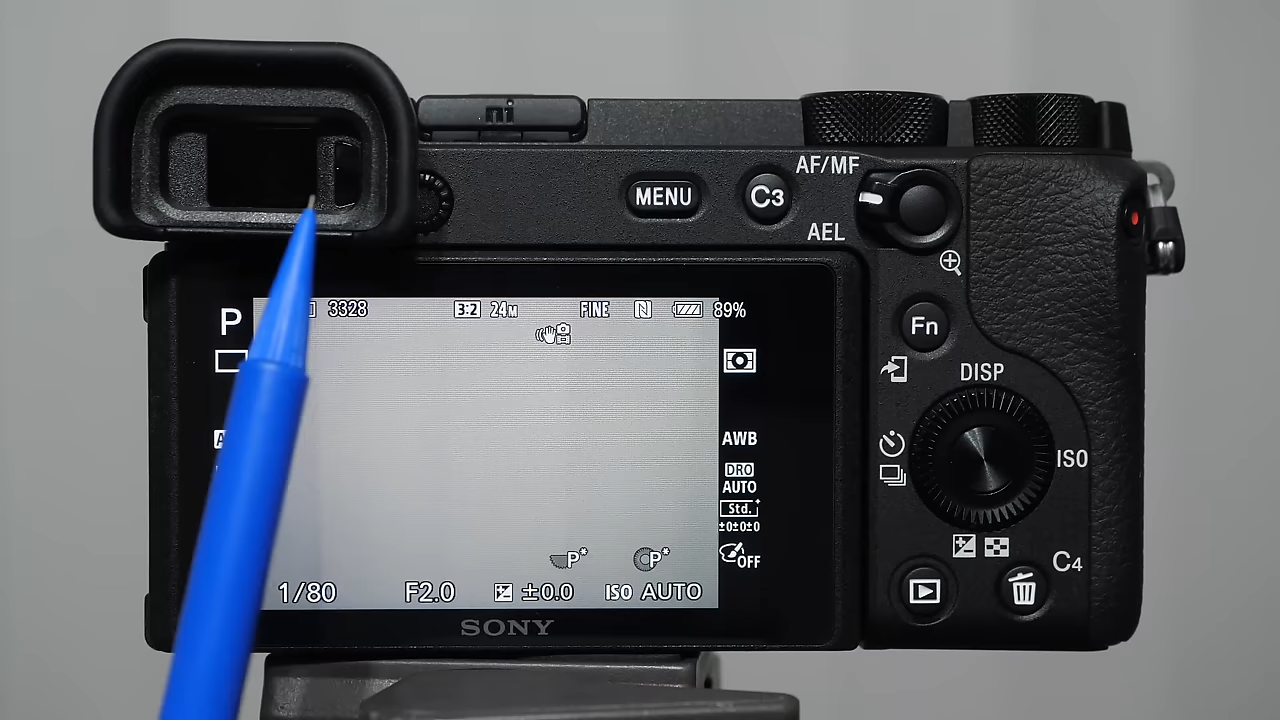 mi
MENU
C3
AF/MF
AEL
P
3328
3:2
24M
FINE
N
89%
Fn
DISP
AWB
DRO
AUTO
Std.
±0±0±0
OFF
ISO
P*
P*
1/80
F2.0
±0.0
ISO AUTO
C4
SONY